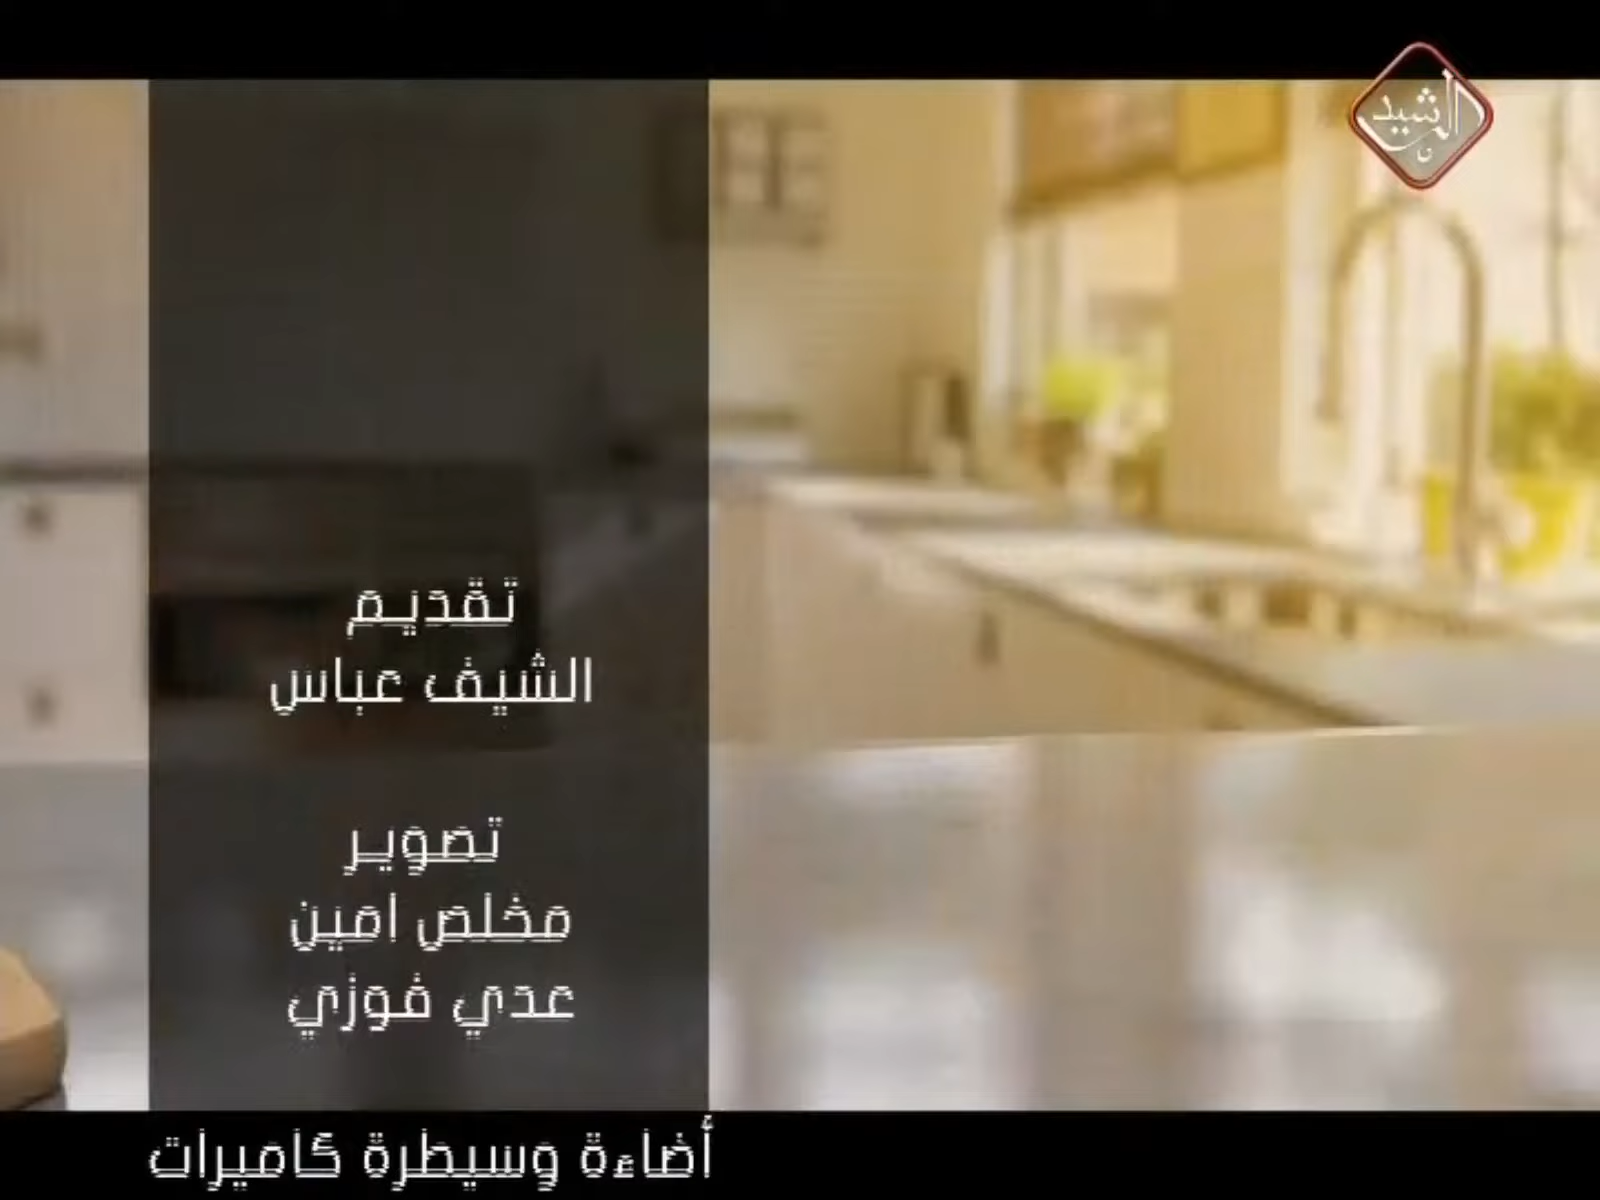 الرشيد
تقديم
الشيف عباس
تصوير
مخلص امين
عدي فوزي
أضاءة وسيطرة كاميرات